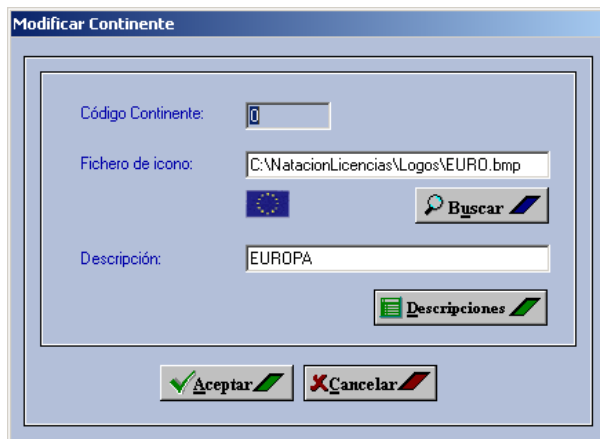 Modificar Continente
Código Continente: 0
Fichero de icono: C:\NatacionLicencias\Logos\EURO.bmp
Buscar
Descripción: EUROPA
Descripciones
Aceptar Cancelar